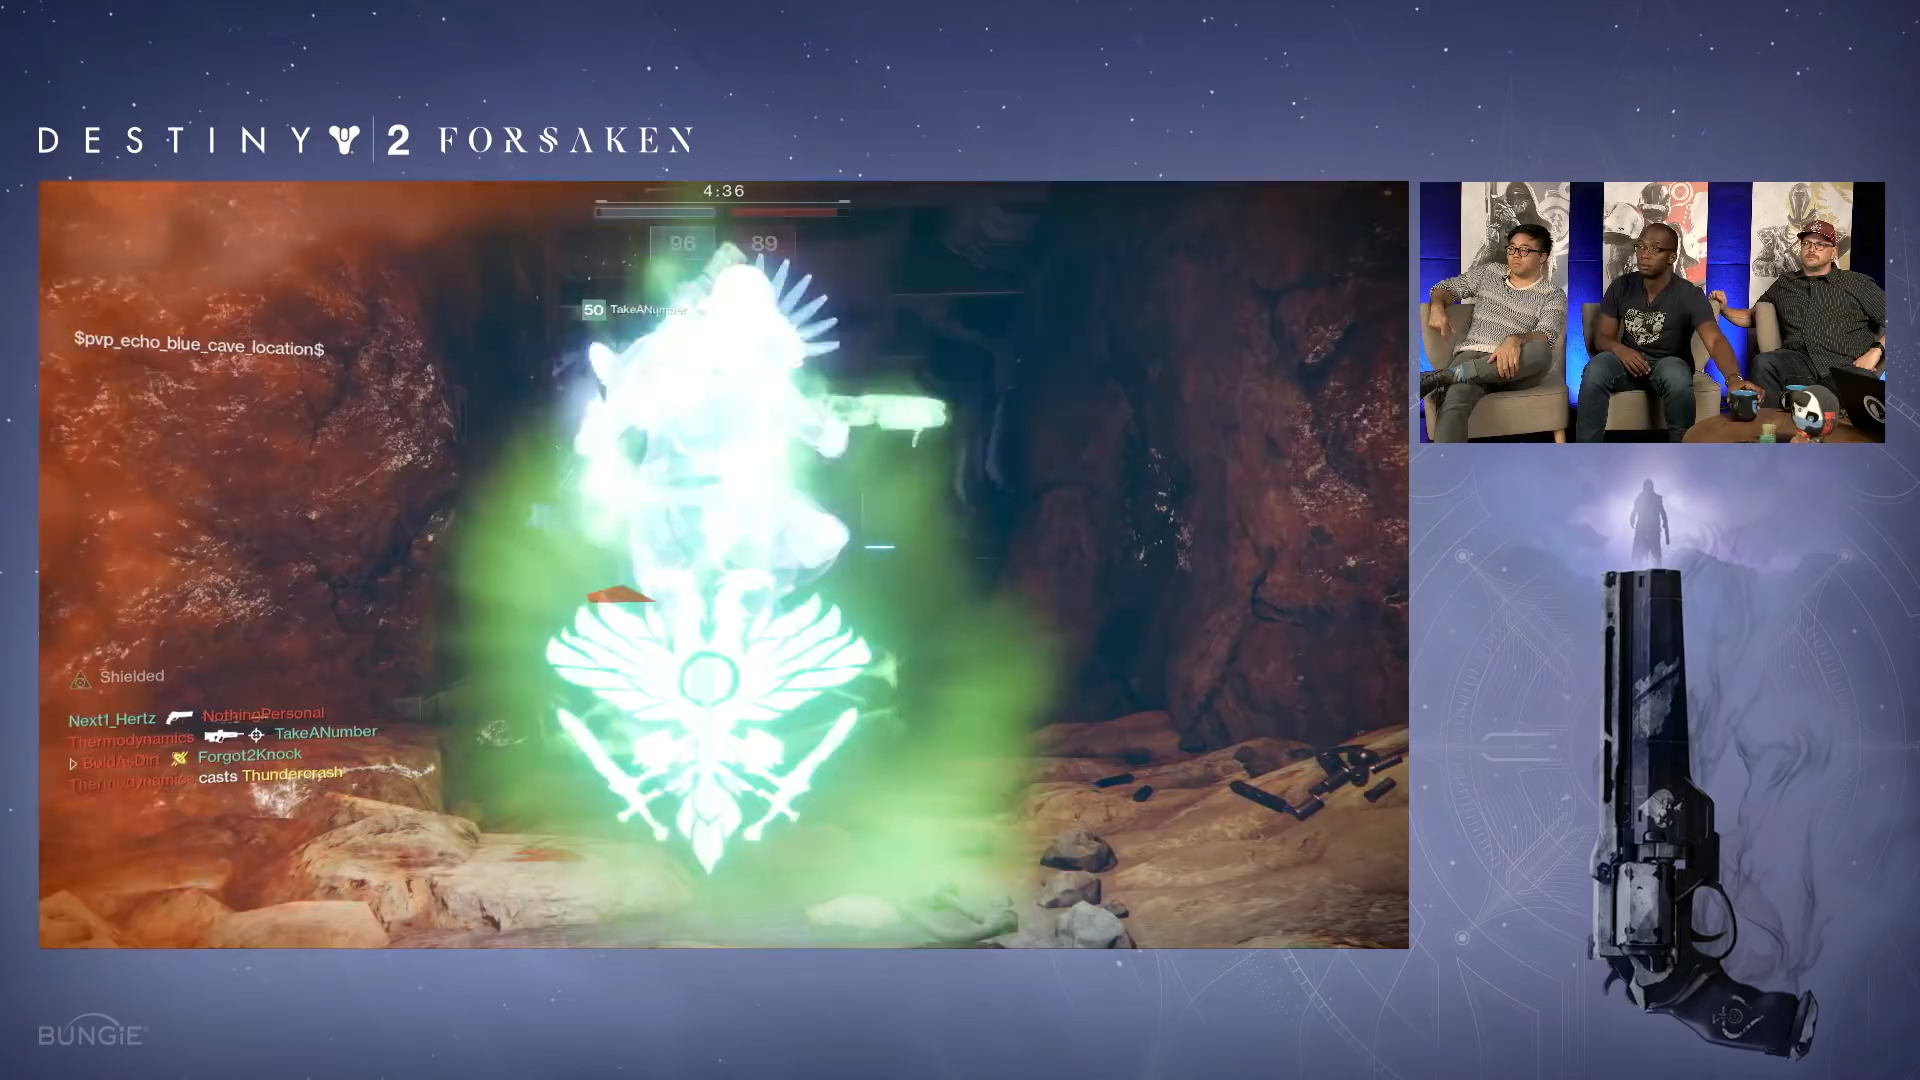 DESTINY 2 FORSAKEN
4:36
96 89
50 TakeANumber
$pvp_echo_blue_cave_location$
Shielded
Next1_Hertz NothingPersonal
Thermodynamics TakeANumber
BoldAsDirt Forgot2Knock
Thermodynamics casts Thundercrash
BUNGiE